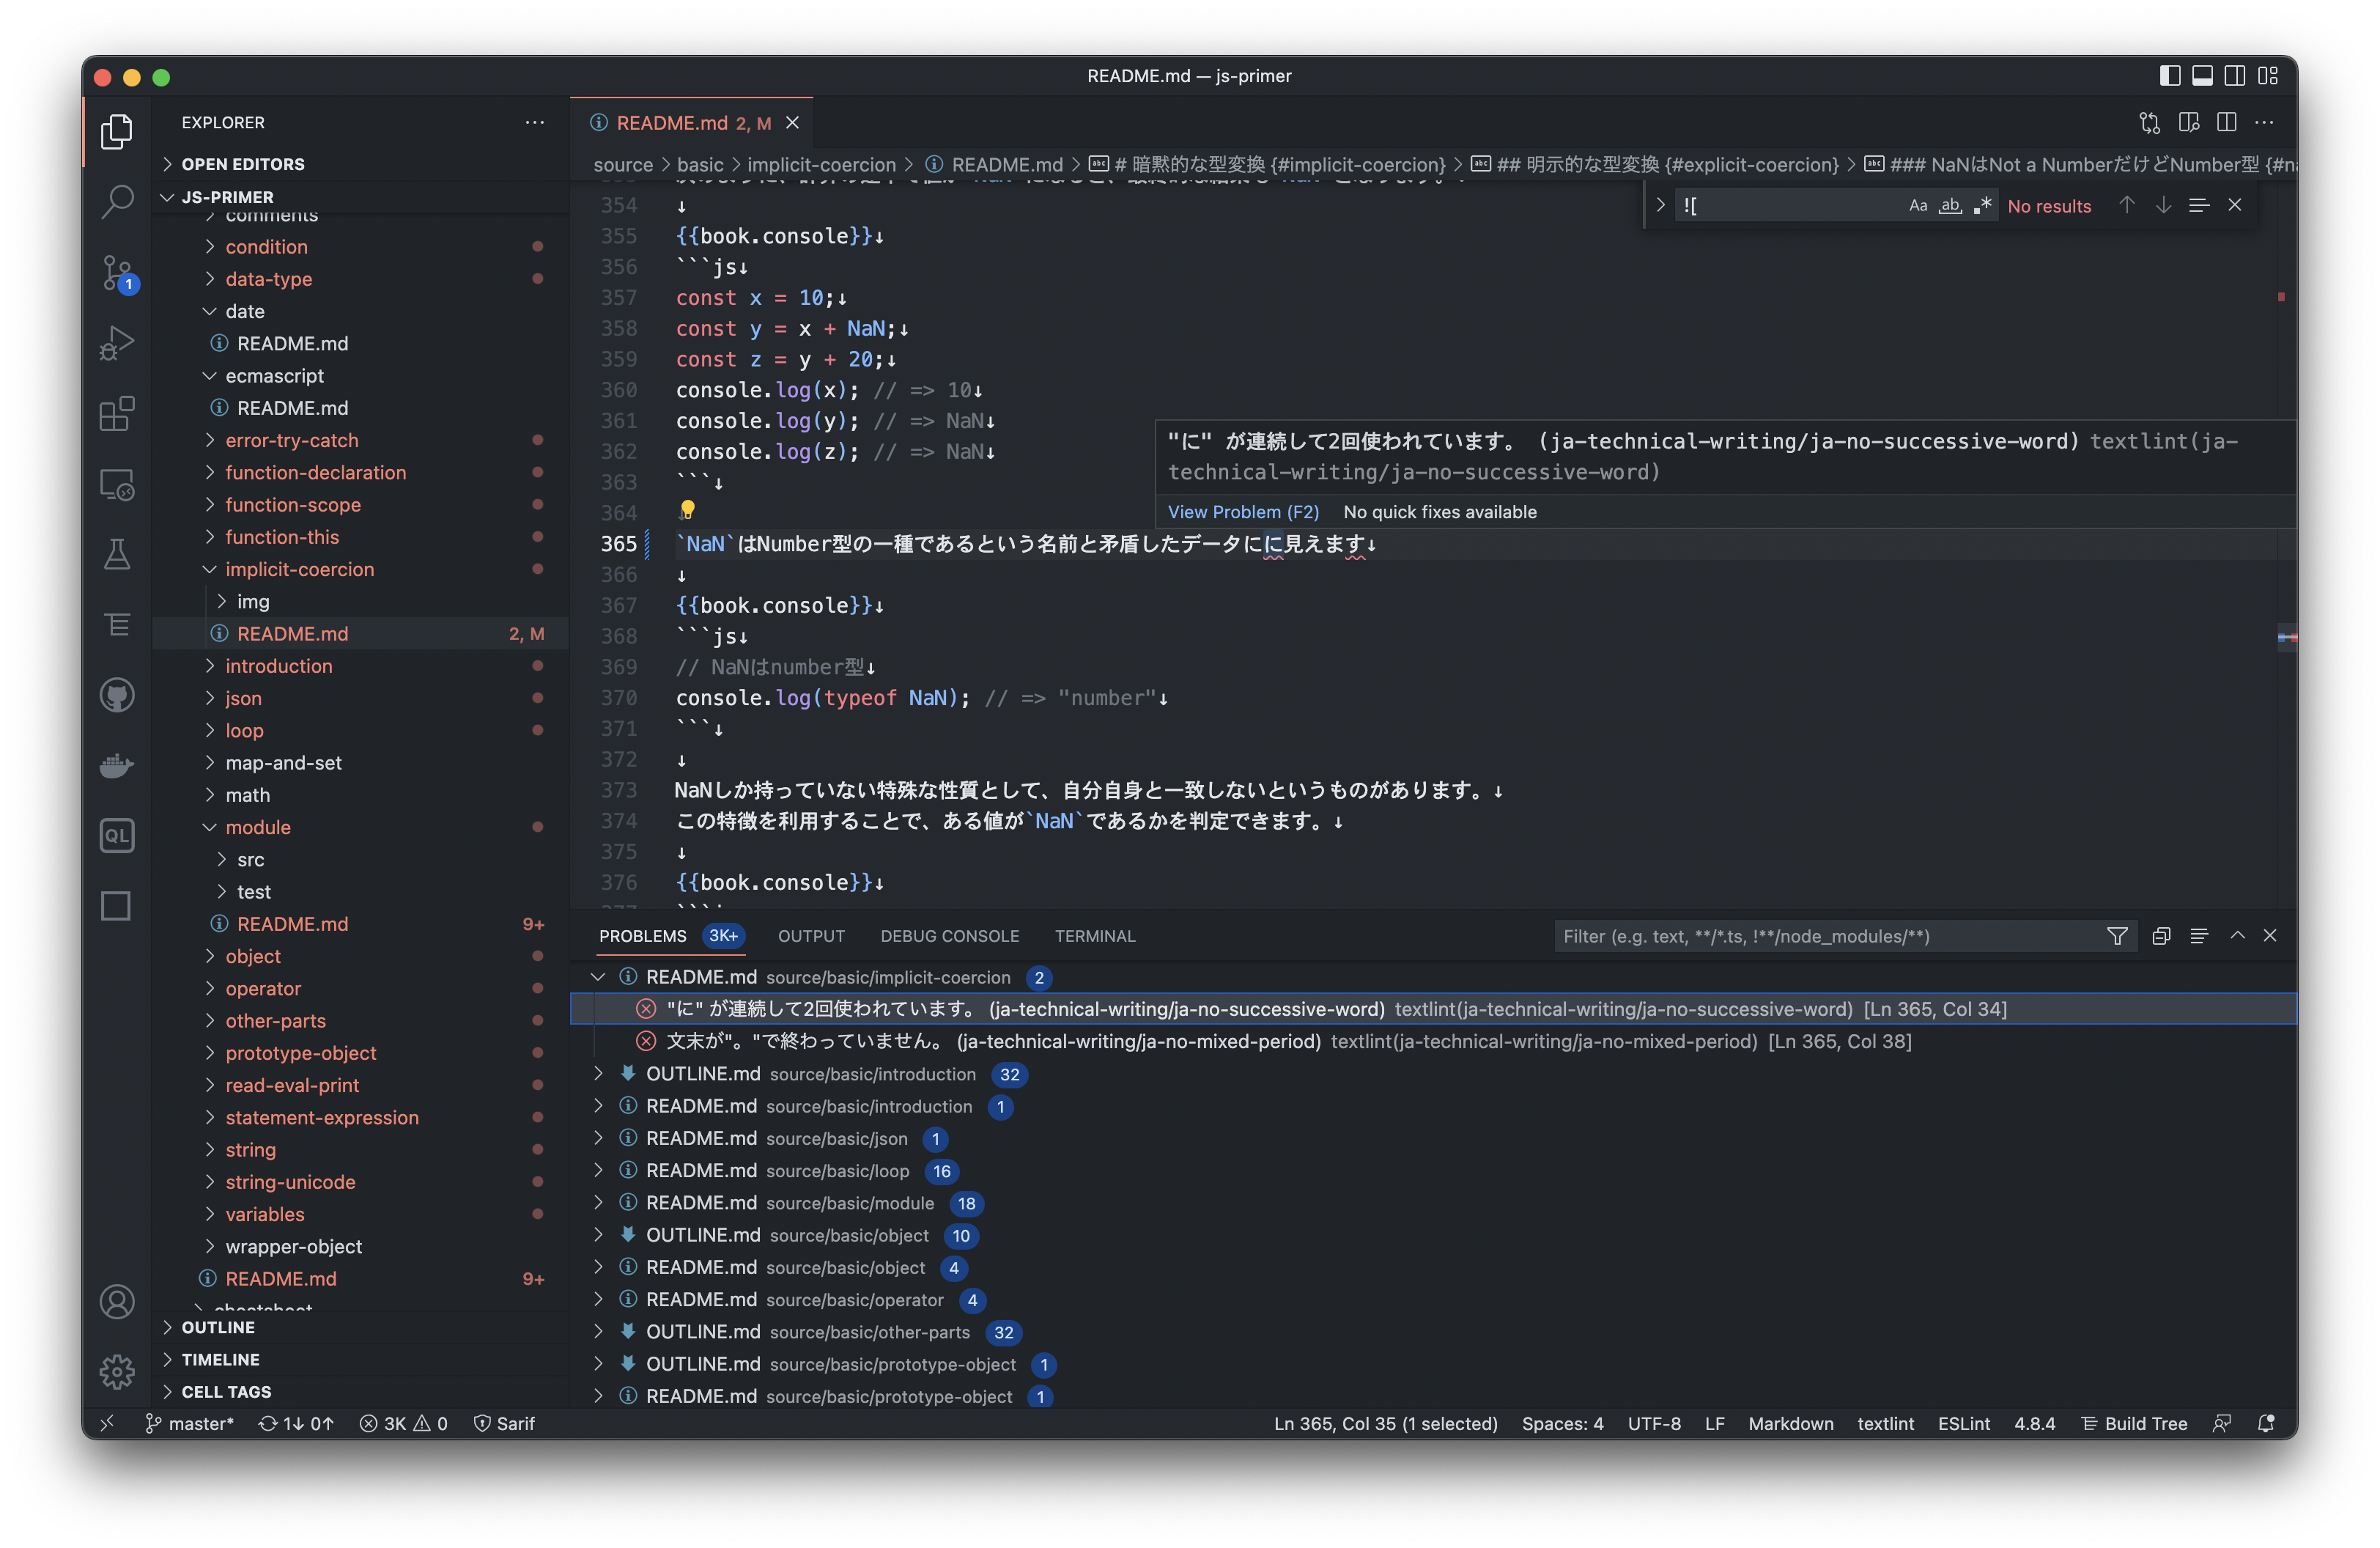 README.md — js-primer
EXPLORER
OPEN EDITORS
JS-PRIMER
comments
condition
data-type
date
README.md
ecmascript
README.md
error-try-catch
function-declaration
function-scope
function-this
implicit-coercion
img
README.md 2, M
introduction
json
loop
map-and-set
math
module
src
test
README.md 9+
object
operator
other-parts
prototype-object
read-eval-print
statement-expression
string
string-unicode
variables
wrapper-object
README.md 9+
cheatsheet
OUTLINE
TIMELINE
CELL TAGS
1
QL
README.md 2, M
source > basic > implicit-coercion > README.md > # 暗黙的な型変換 {#implicit-coercion} > ## 明示的な型変換 {#explicit-coercion} > ### NaNはNot a NumberだけどNumber型 {#na
![ Aa ab .* No results
354 ↓
355 {{book.console}}↓
356 ```js↓
357 const x = 10;↓
358 const y = x + NaN;↓
359 const z = y + 20;↓
360 console.log(x); // => 10↓
361 console.log(y); // => NaN↓
362 console.log(z); // => NaN↓
363 ```↓
364 ↓
365 `NaN`はNumber型の一種であるという名前と矛盾したデータにに見えます↓
366 ↓
367 {{book.console}}↓
368 ```js↓
369 // NaNはnumber型↓
370 console.log(typeof NaN); // => "number"↓
371 ```↓
372 ↓
373 NaNしか持っていない特殊な性質として、自分自身と一致しないというものがあります。↓
374 この特徴を利用することで、ある値が`NaN`であるかを判定できます。↓
375 ↓
376 {{book.console}}↓
"に" が連続して2回使われています。 (ja-technical-writing/ja-no-successive-word) textlint(ja-
technical-writing/ja-no-successive-word)
View Problem (F2) No quick fixes available
PROBLEMS 3K+ OUTPUT DEBUG CONSOLE TERMINAL Filter (e.g. text, **/*.ts, !**/node_modules/**)
README.md source/basic/implicit-coercion 2
"に" が連続して2回使われています。 (ja-technical-writing/ja-no-successive-word) textlint(ja-technical-writing/ja-no-successive-word) [Ln 365, Col 34]
文末が"。"で終わっていません。 (ja-technical-writing/ja-no-mixed-period) textlint(ja-technical-writing/ja-no-mixed-period) [Ln 365, Col 38]
OUTLINE.md source/basic/introduction 32
README.md source/basic/introduction 1
README.md source/basic/json 1
README.md source/basic/loop 16
README.md source/basic/module 18
OUTLINE.md source/basic/object 10
README.md source/basic/object 4
README.md source/basic/operator 4
OUTLINE.md source/basic/other-parts 32
OUTLINE.md source/basic/prototype-object 1
README.md source/basic/prototype-object 1
master* 1↓ 0↑ 3K 0 Sarif Ln 365, Col 35 (1 selected) Spaces: 4 UTF-8 LF Markdown textlint ESLint 4.8.4 Build Tree